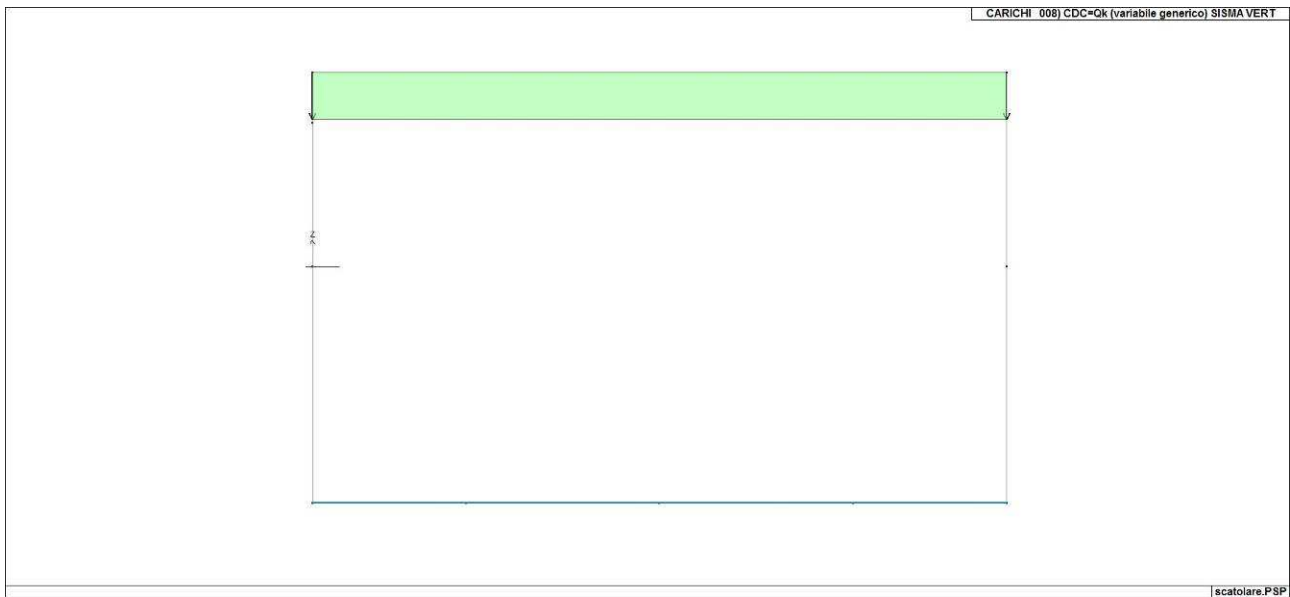 CARICHI 008) CDC=Qk (variabile generico) SISMA VERT
Z
scatolare.PSP